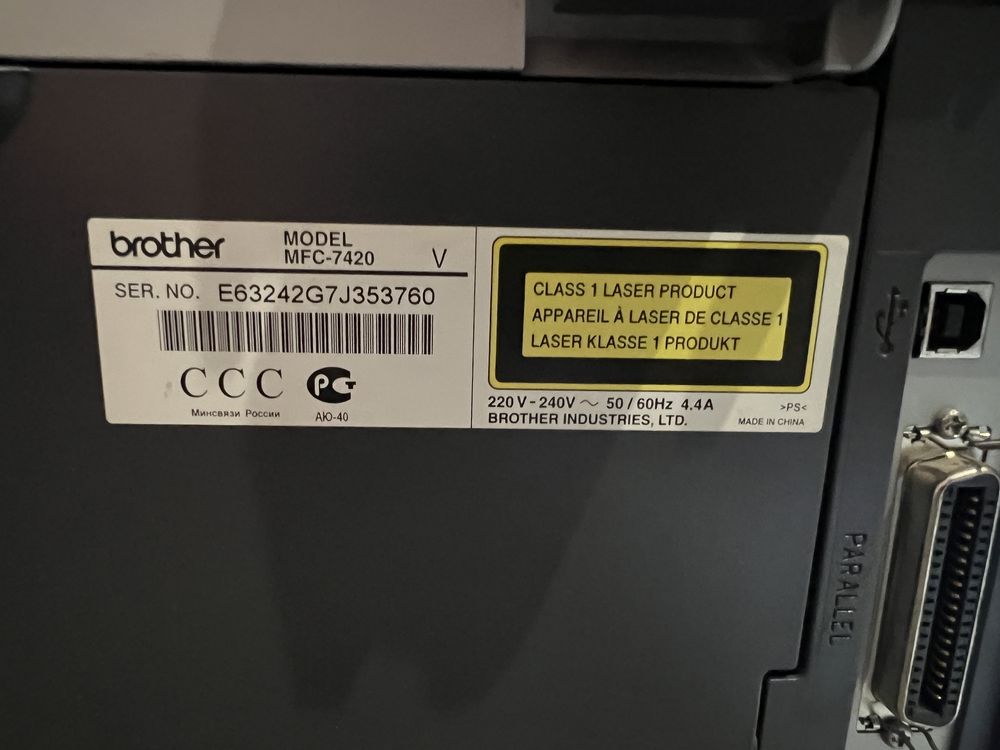 brother
MODEL
MFC-7420
V
SER. NO. E63242G7J353760
CCC
Минсвязи России
РСТ
АЮ-40
CLASS 1 LASER PRODUCT
APPAREIL À LASER DE CLASSE 1
LASER KLASSE 1 PRODUKT
220 V - 240V ～ 50 / 60Hz 4.4A
>PS<
BROTHER INDUSTRIES, LTD.
MADE IN CHINA
PARALLEL